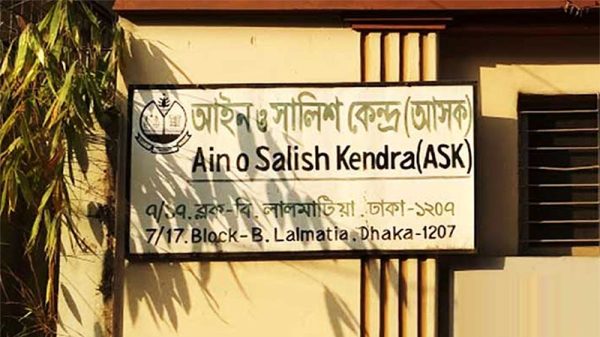 আইন ও সালিশ কেন্দ্র (আসক)
Ain o Salish Kendra (ASK)
৭/১৭. ব্লক-বি. লালমাটিয়া. ঢাকা-১২০৭
7/17. Block-B. Lalmatia. Dhaka-1207